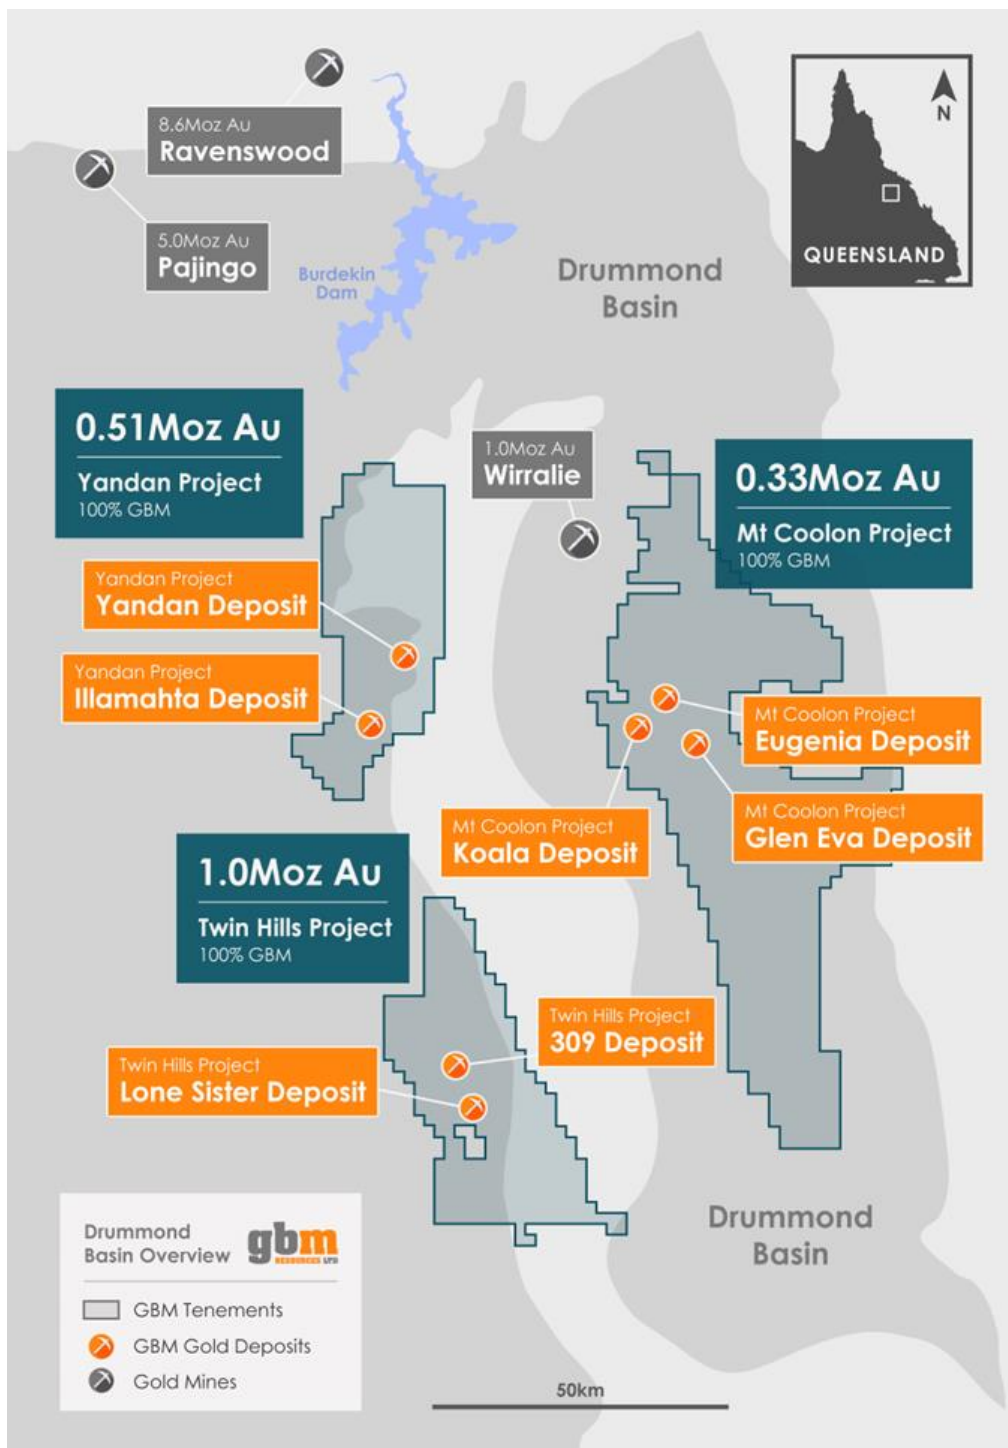 8.6Moz Au
Ravenswood
5.0Moz Au
Pajingo
Burdekin
Dam
Drummond
Basin
N
QUEENSLAND
0.51Moz Au
Yandan Project
100% GBM
1.0Moz Au
Wirralie
0.33Moz Au
Mt Coolon Project
100% GBM
Yandan Project
Yandan Deposit
Yandan Project
Illamahta Deposit
Mt Coolon Project
Eugenia Deposit
Mt Coolon Project
Koala Deposit
Mt Coolon Project
Glen Eva Deposit
1.0Moz Au
Twin Hills Project
100% GBM
Twin Hills Project
309 Deposit
Twin Hills Project
Lone Sister Deposit
Drummond
Basin
Drummond
Basin Overview
gbm
RESOURCES LTD
GBM Tenements
GBM Gold Deposits
Gold Mines
50km